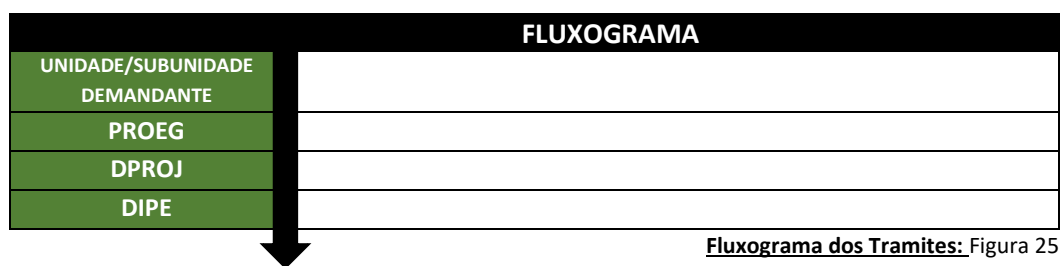 FLUXOGRAMA
UNIDADE/SUBUNIDADE
DEMANDANTE
PROEG
DPROJ
DIPE
Fluxograma dos Tramites: Figura 25